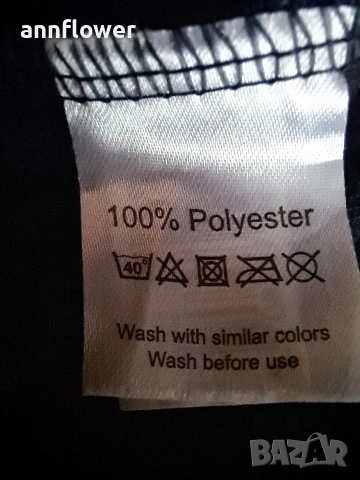 annflower
100% Polyester
40°
Wash with similar colors
Wash before use
BAZAR